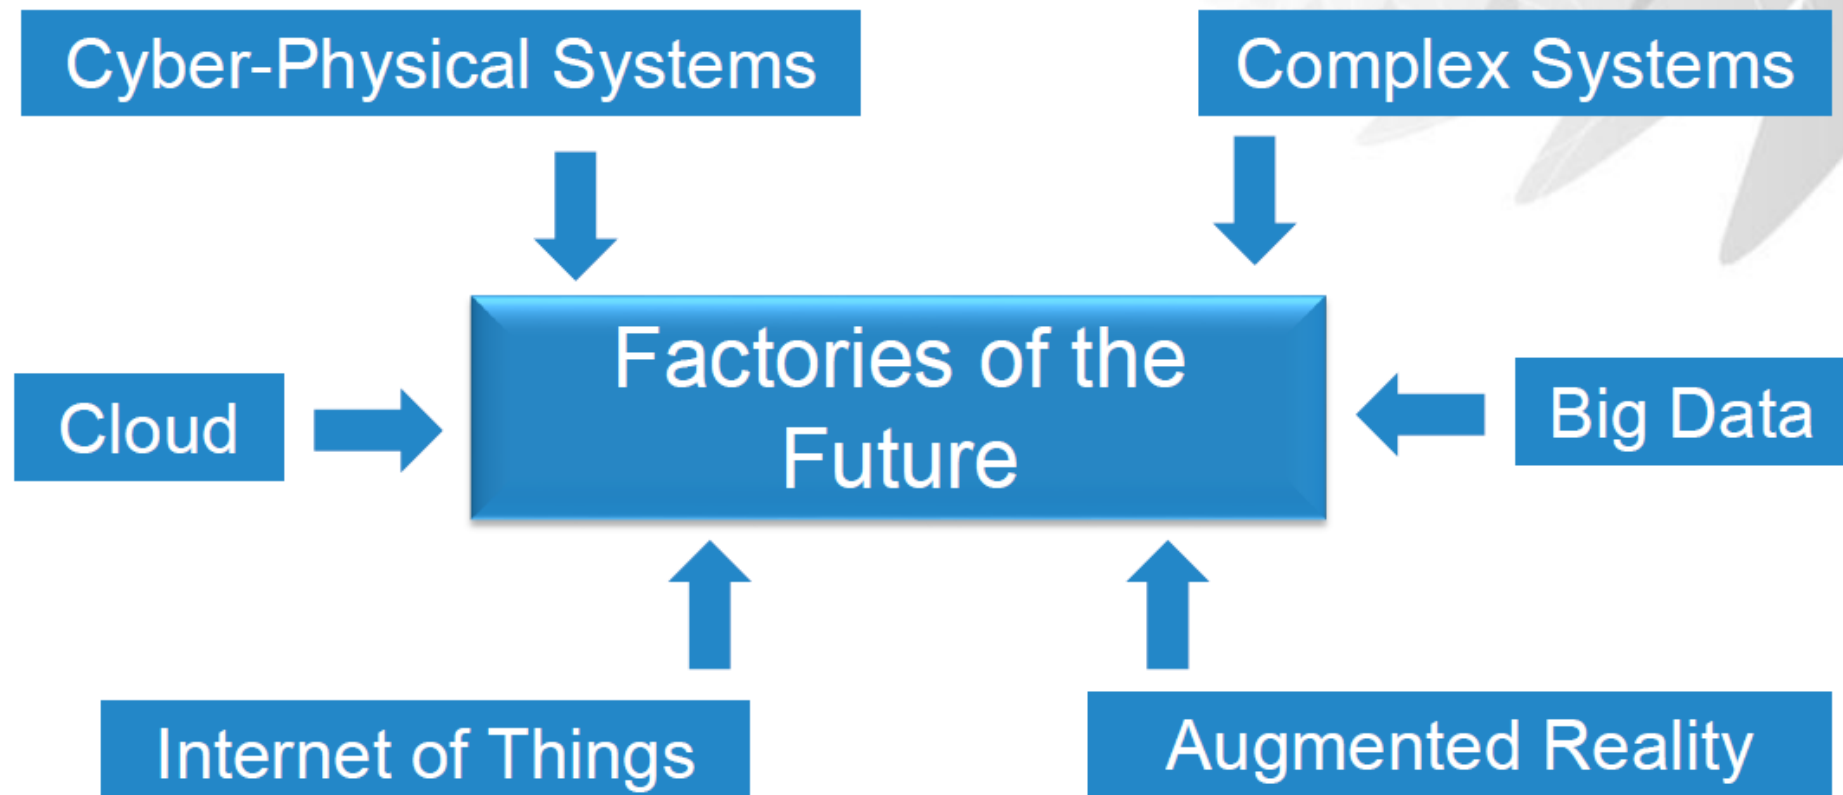 Cyber-Physical Systems
Complex Systems
Factories of the
Future
Cloud
Big Data
Internet of Things
Augmented Reality